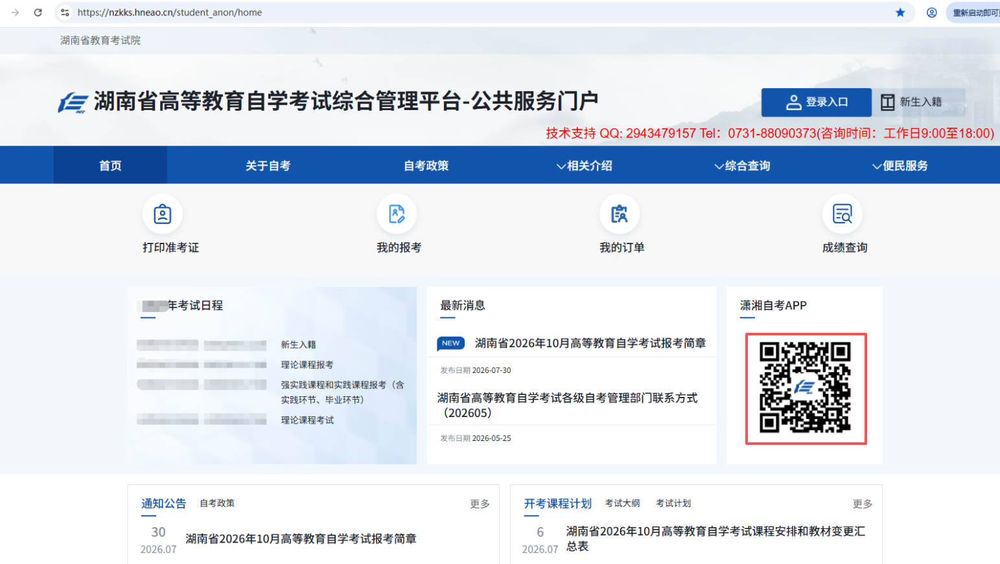 https://nzkks.hneao.cn/student_anon/home
重新启动即可
湖南省教育考试院
湖南省高等教育自学考试综合管理平台-公共服务门户
登录入口
新生入籍
技术支持 QQ: 2943479157 Tel：0731-88090373(咨询时间：工作日9:00至18:00)
首页
关于自考
自考政策
相关介绍
综合查询
便民服务
打印准考证
我的报考
我的订单
成绩查询
年考试日程
新生入籍
理论课程报考
强实践课程和实践课程报考（含
实践环节、毕业环节）
理论课程考试
最新消息
NEW 湖南省2026年10月高等教育自学考试报考简章
发布日期 2026-07-30
湖南省高等教育自学考试各级自考管理部门联系方式
（202605）
发布日期 2026-05-25
潇湘自考APP
通知公告 自考政策 更多
30
2026.07
湖南省2026年10月高等教育自学考试报考简章
开考课程计划 考试大纲 考试计划 更多
6
2026.07
湖南省2026年10月高等教育自学考试课程安排和教材变更汇
总表